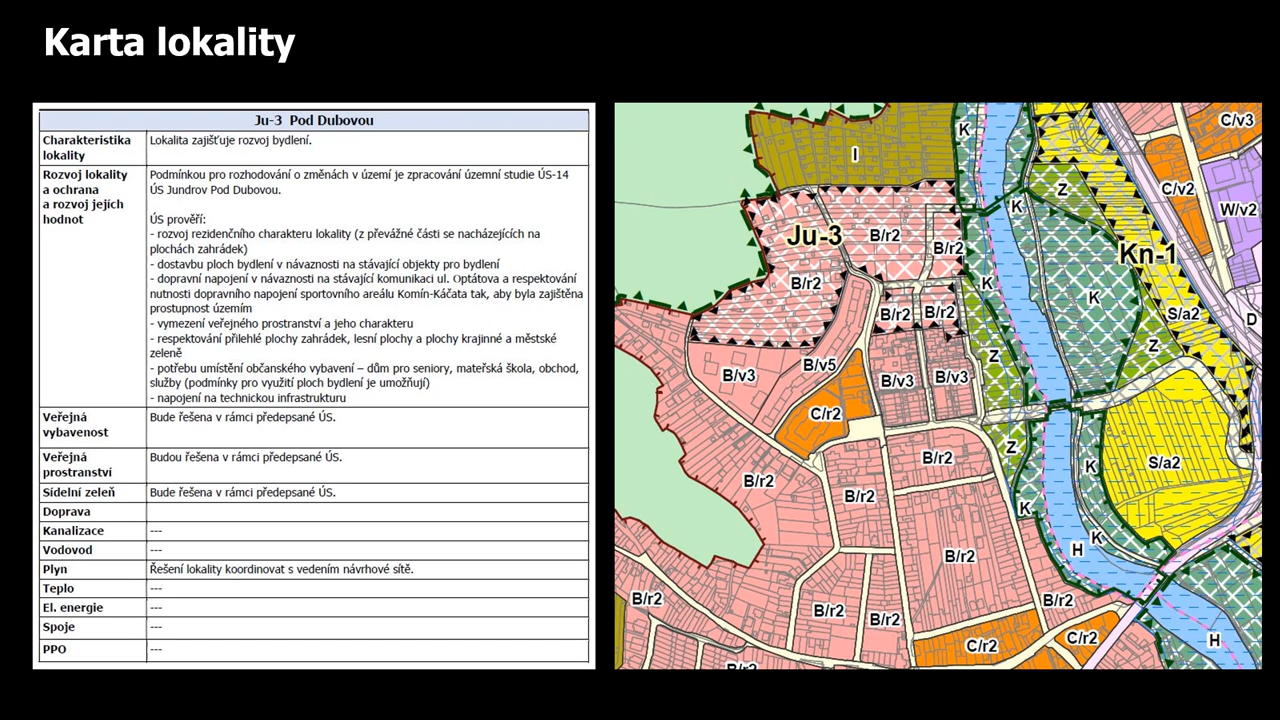 Karta lokality
Ju-3 Pod Dubovou
Charakteristika
lokality
Lokalita zajišťuje rozvoj bydlení.
Rozvoj lokality
a ochrana
a rozvoj jejích
hodnot
Podmínkou pro rozhodování o změnách v území je zpracování územní studie ÚS-14
ÚS Jundrov Pod Dubovou.
ÚS prověří:
- rozvoj rezidenčního charakteru lokality (z převážné části se nacházejících na
plochách zahrádek)
- dostavbu ploch bydlení v návaznosti na stávající objekty pro bydlení
- dopravní napojení v návaznosti na stávající komunikaci ul. Optátova a respektování
nutnosti dopravního napojení sportovního areálu Komín-Káčata tak, aby byla zajištěna
prostupnost územím
- vymezení veřejného prostranství a jeho charakteru
- respektování přilehlé plochy zahrádek, lesní plochy a plochy krajinné a městské
zeleně
- potřebu umístění občanského vybavení – dům pro seniory, mateřská škola, obchod,
služby (podmínky pro využití ploch bydlení je umožňují)
- napojení na technickou infrastrukturu
Veřejná
vybavenost
Bude řešena v rámci předepsané ÚS.
Veřejná
prostranství
Budou řešena v rámci předepsané ÚS.
Sídelní zeleň
Bude řešena v rámci předepsané ÚS.
Doprava
Kanalizace
---
Vodovod
---
Plyn
Řešení lokality koordinovat s vedením návrhové sítě.
Teplo
---
El. energie
---
Spoje
---
PPO
---
C/v3
K
I
Z
C/v2
K
W/v2
Ju-3
B/r2
B/r2
Kn-1
B/r2
K
K
B/r2
B/r2
S/a2
D
Z
Z
B/v3
B/v5
B/v3
B/v3
C/r2
Z
B/r2
K
S/a2
B/r2
B/r2
K
K
H
B/r2
B/r2
B/r2
B/r2
B/r2
C/r2
C/r2
H
B/r2